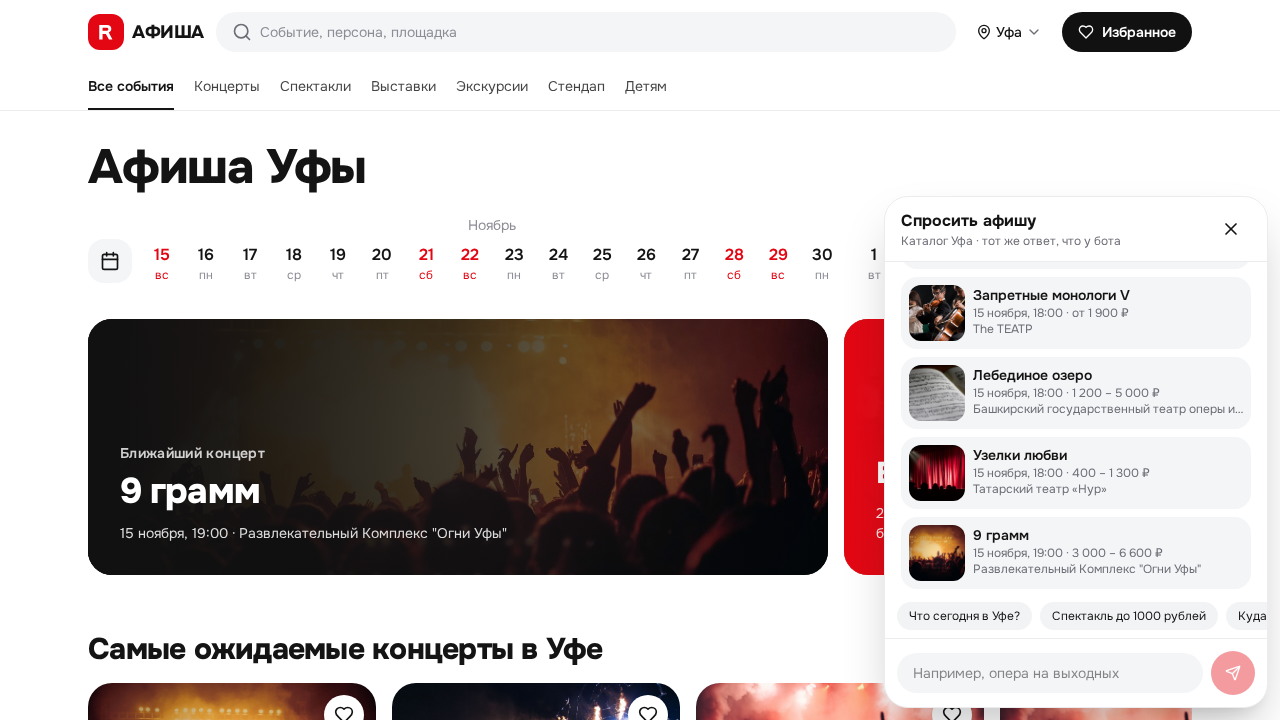 R АФИША
Событие, персона, площадка
Уфа
Избранное
Все события
Концерты
Спектакли
Выставки
Экскурсии
Стендап
Детям
Афиша Уфы
Ноябрь
15 16 17 18 19 20 21 22 23 24 25 26 27 28 29 30 1
вс пн вт ср чт пт сб вс пн вт ср чт пт сб вс пн вт
Ближайший концерт
9 грамм
15 ноября, 19:00 · Развлекательный Комплекс "Огни Уфы"
Самые ожидаемые концерты в Уфе
Спросить афишу
Каталог Уфа · тот же ответ, что у бота
Запретные монологи V
15 ноября, 18:00 · от 1 900 ₽
The ТЕАТР
Лебединое озеро
15 ноября, 18:00 · 1 200 – 5 000 ₽
Башкирский государственный театр оперы и...
Узелки любви
15 ноября, 18:00 · 400 – 1 300 ₽
Татарский театр «Нур»
9 грамм
15 ноября, 19:00 · 3 000 – 6 600 ₽
Развлекательный Комплекс "Огни Уфы"
Что сегодня в Уфе?
Спектакль до 1000 рублей
Куда
Например, опера на выходных